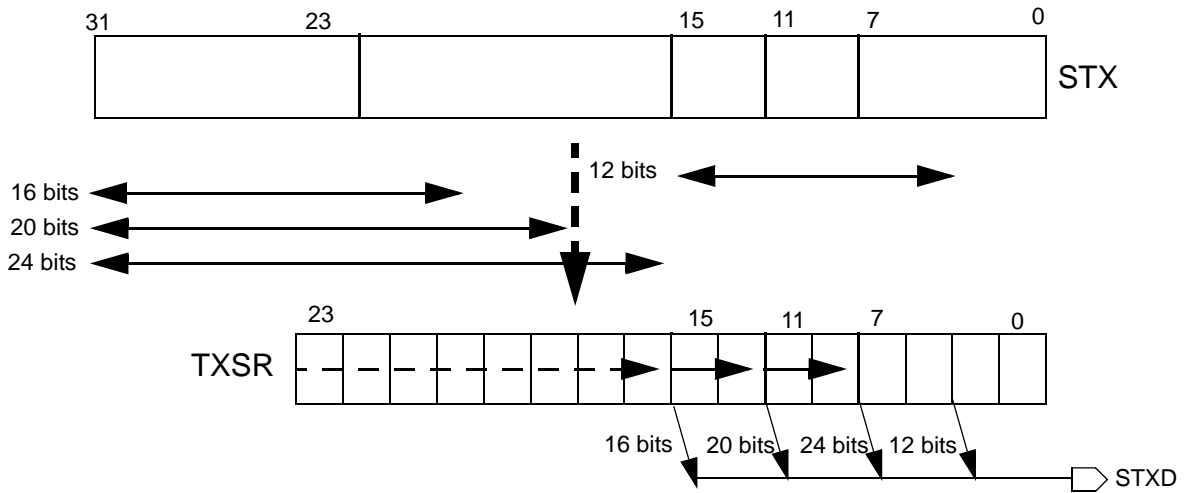 31 23 15 11 7 0
STX
12 bits
16 bits
20 bits
24 bits
23 15 11 7 0
TXSR
16 bits 20 bits 24 bits 12 bits
STXD